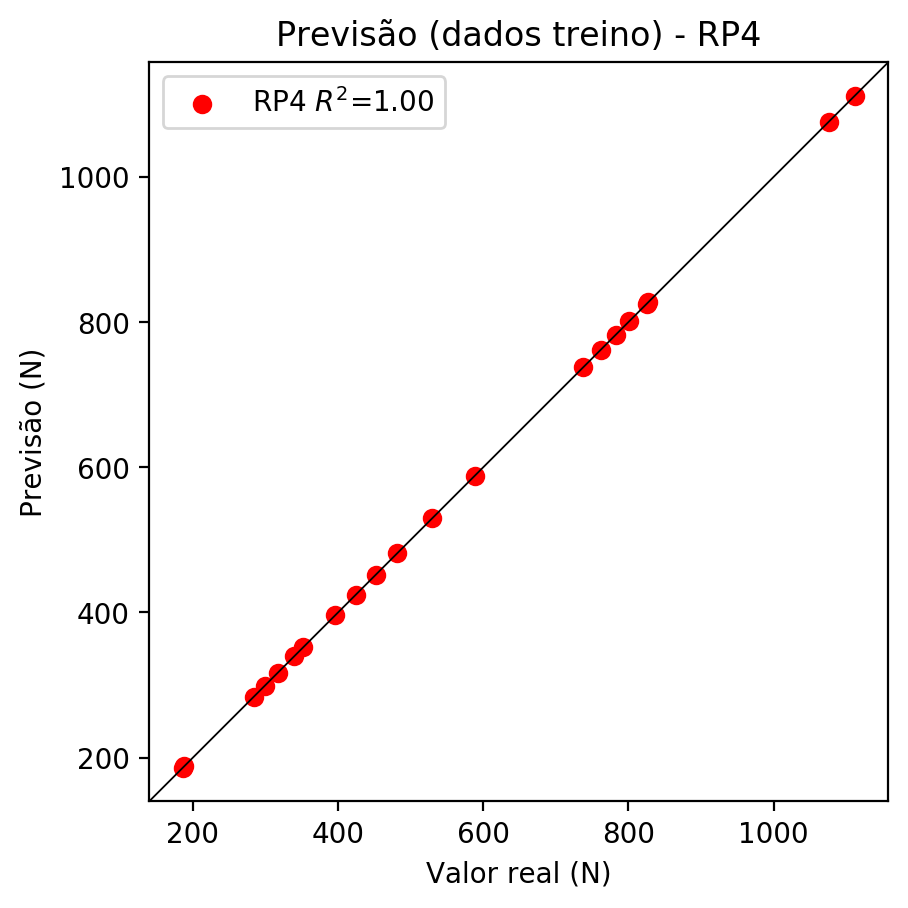 Previsão (dados treino) - RP4
RP4 R²=1.00
Previsão (N)
1000
800
600
400
200
200 400 600 800 1000
Valor real (N)